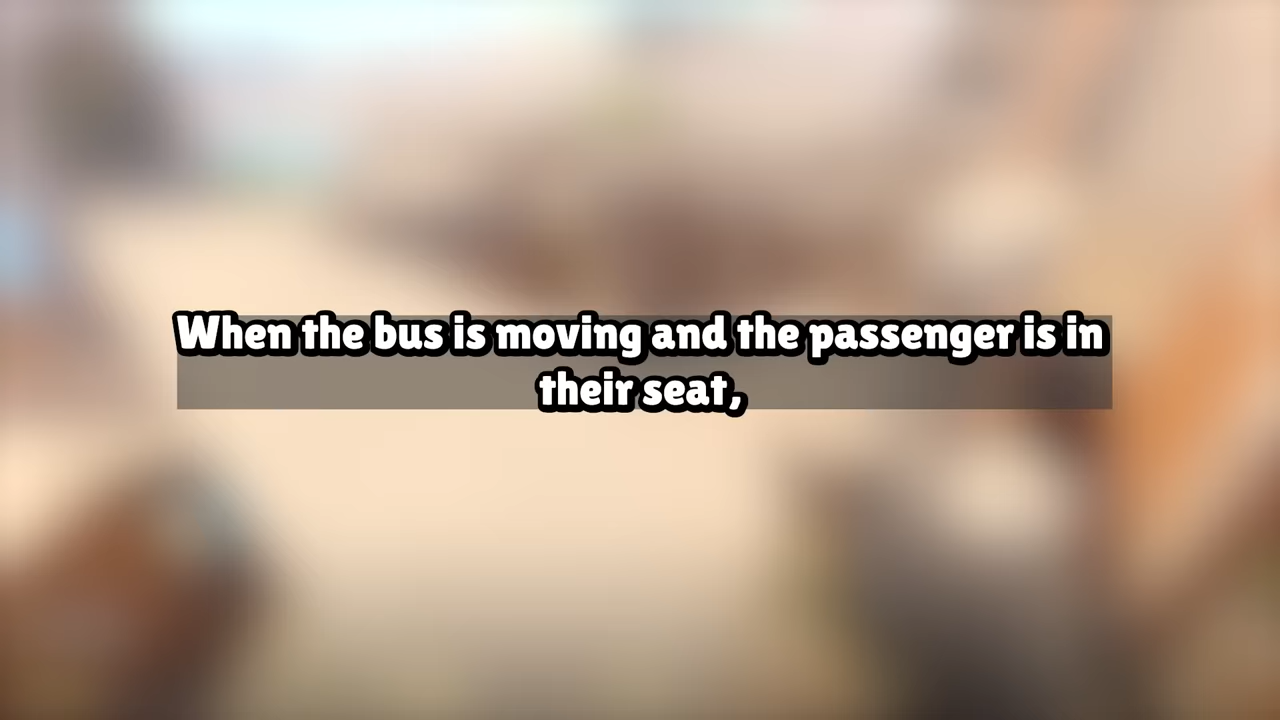 When the bus is moving and the passenger is in
their seat,